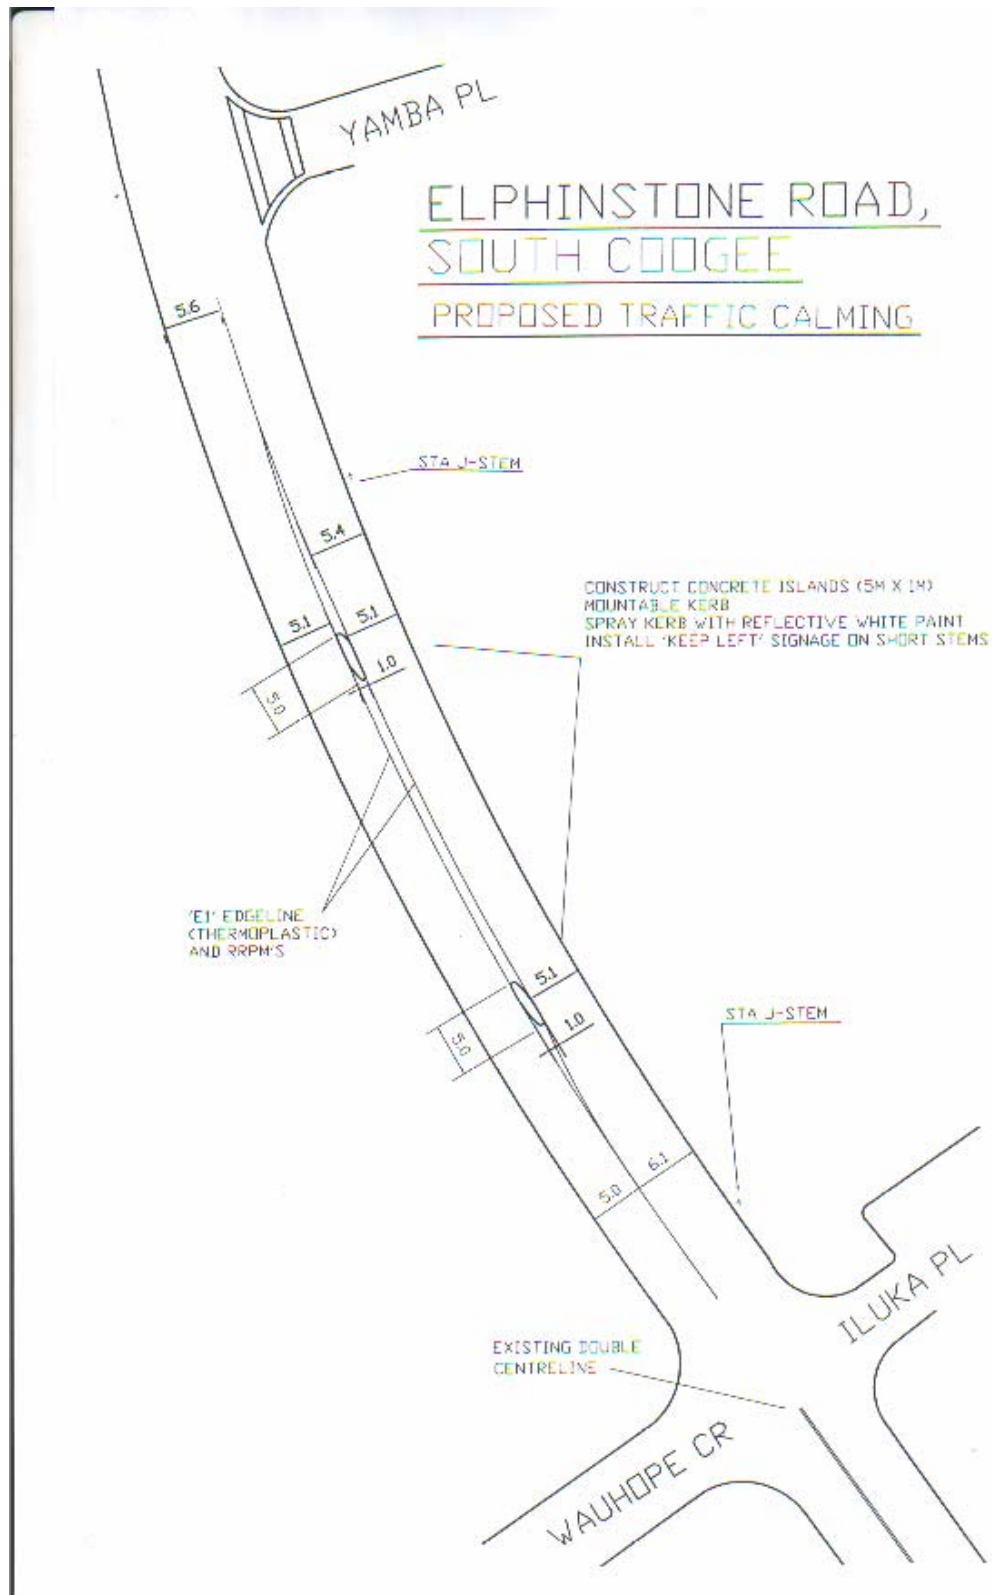 YAMBA PL
ELPHINSTONE ROAD,
SOUTH COOGEE
PROPOSED TRAFFIC CALMING
5.6
STA J-STEM
5.4
CONSTRUCT CONCRETE ISLANDS (5M X 1M)
MOUNTABLE KERB
SPRAY KERB WITH REFLECTIVE WHITE PAINT
INSTALL 'KEEP LEFT' SIGNAGE ON SHORT STEMS
5.1
5.1
1.0
5.0
'E1' EDGELINE
(THERMOPLASTIC)
AND RRPM'S
5.1
1.0
5.0
STA J-STEM
6.1
5.0
ILUKA PL
EXISTING DOUBLE
CENTRELINE
WAUHOPE CR